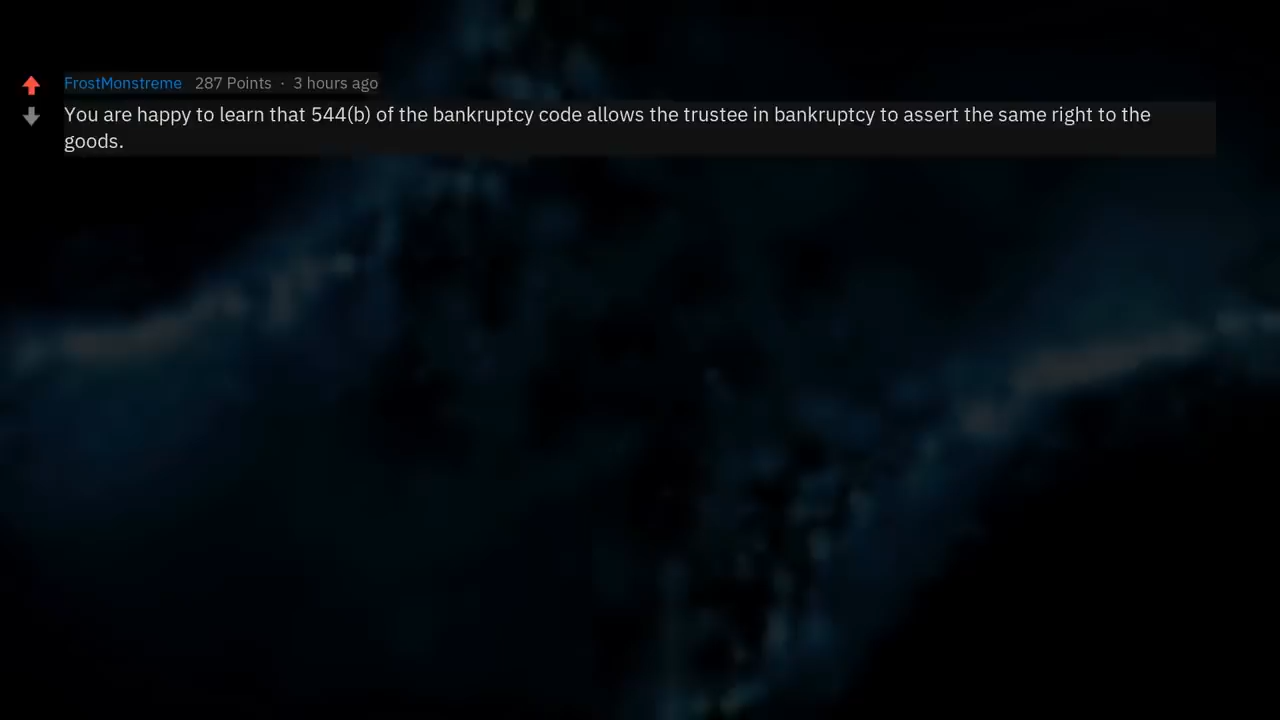 FrostMonstreme 287 Points · 3 hours ago
You are happy to learn that 544(b) of the bankruptcy code allows the trustee in bankruptcy to assert the same right to the
goods.